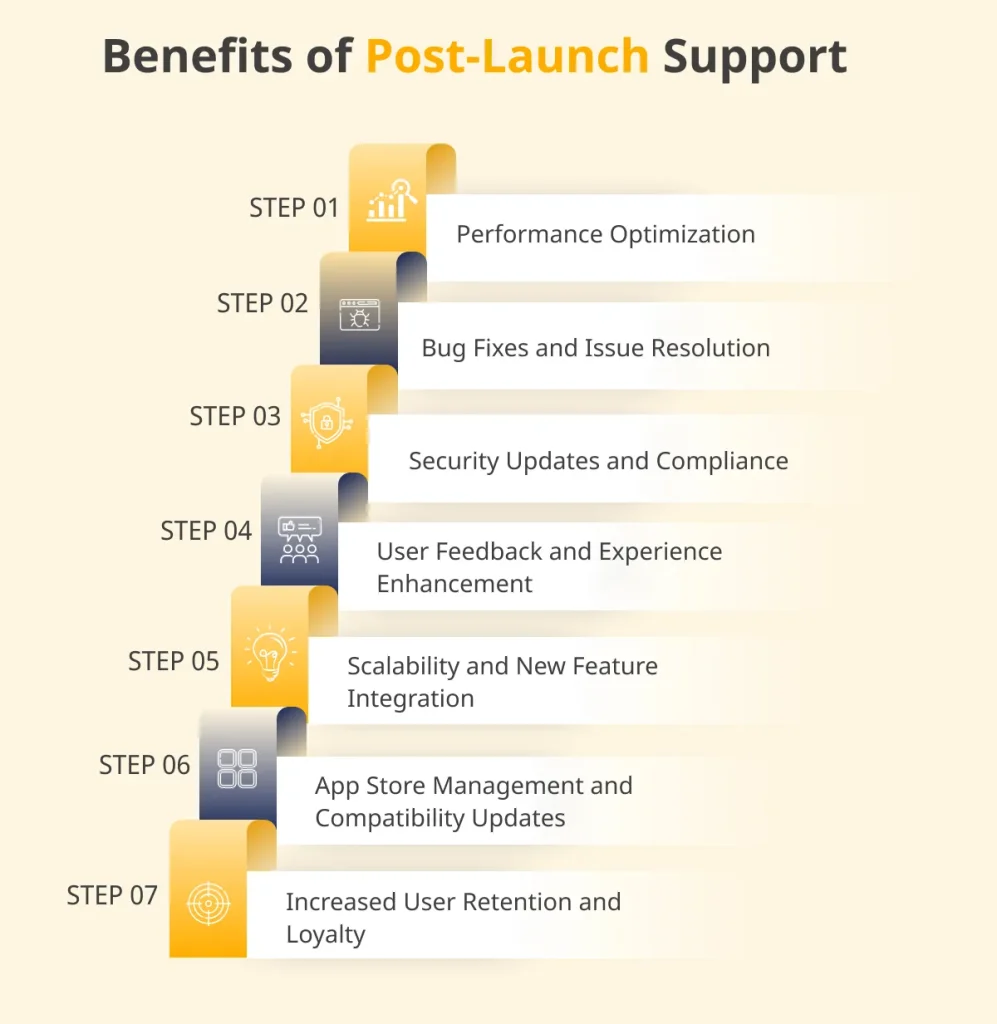 Benefits of Post-Launch Support
STEP 01
Performance Optimization
STEP 02
Bug Fixes and Issue Resolution
STEP 03
Security Updates and Compliance
STEP 04
User Feedback and Experience
Enhancement
STEP 05
Scalability and New Feature
Integration
STEP 06
App Store Management and
Compatibility Updates
STEP 07
Increased User Retention and
Loyalty